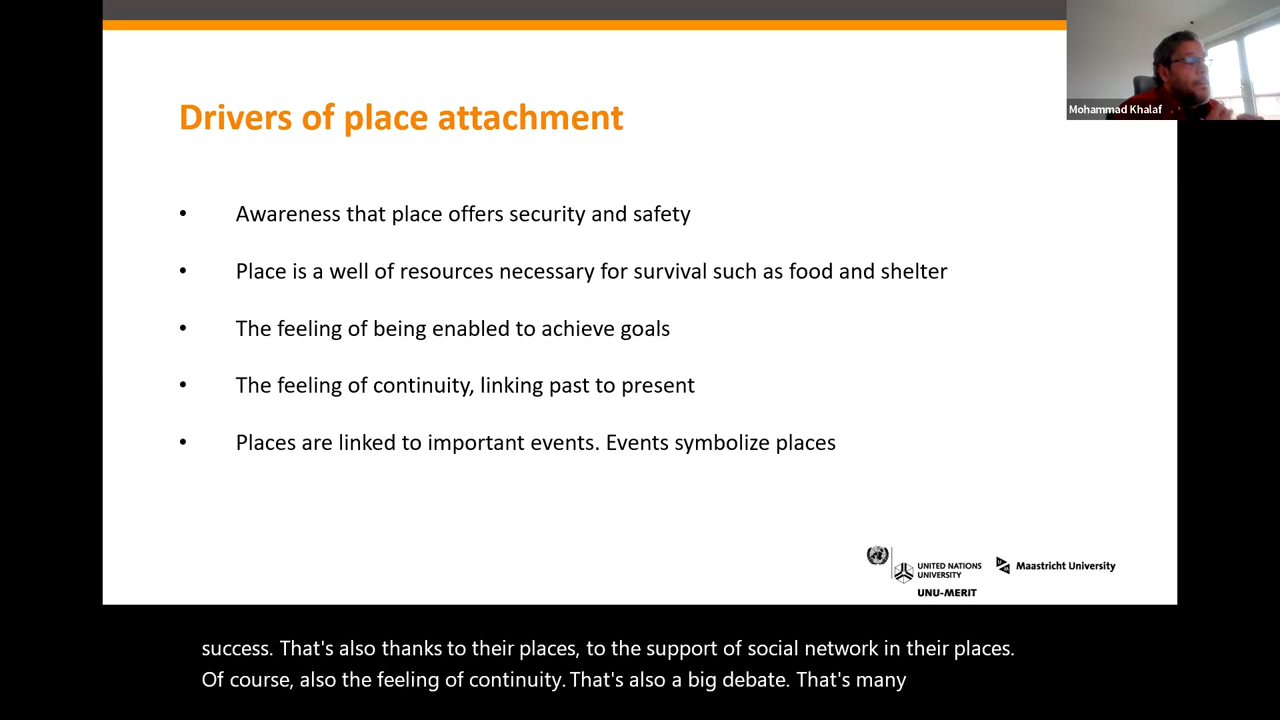 Mohammad Khalaf
Drivers of place attachment
• Awareness that place offers security and safety
• Place is a well of resources necessary for survival such as food and shelter
• The feeling of being enabled to achieve goals
• The feeling of continuity, linking past to present
• Places are linked to important events. Events symbolize places
UNITED NATIONS
UNIVERSITY
UNU-MERIT
Maastricht University
success. That's also thanks to their places, to the support of social network in their places.
Of course, also the feeling of continuity. That's also a big debate. That's many